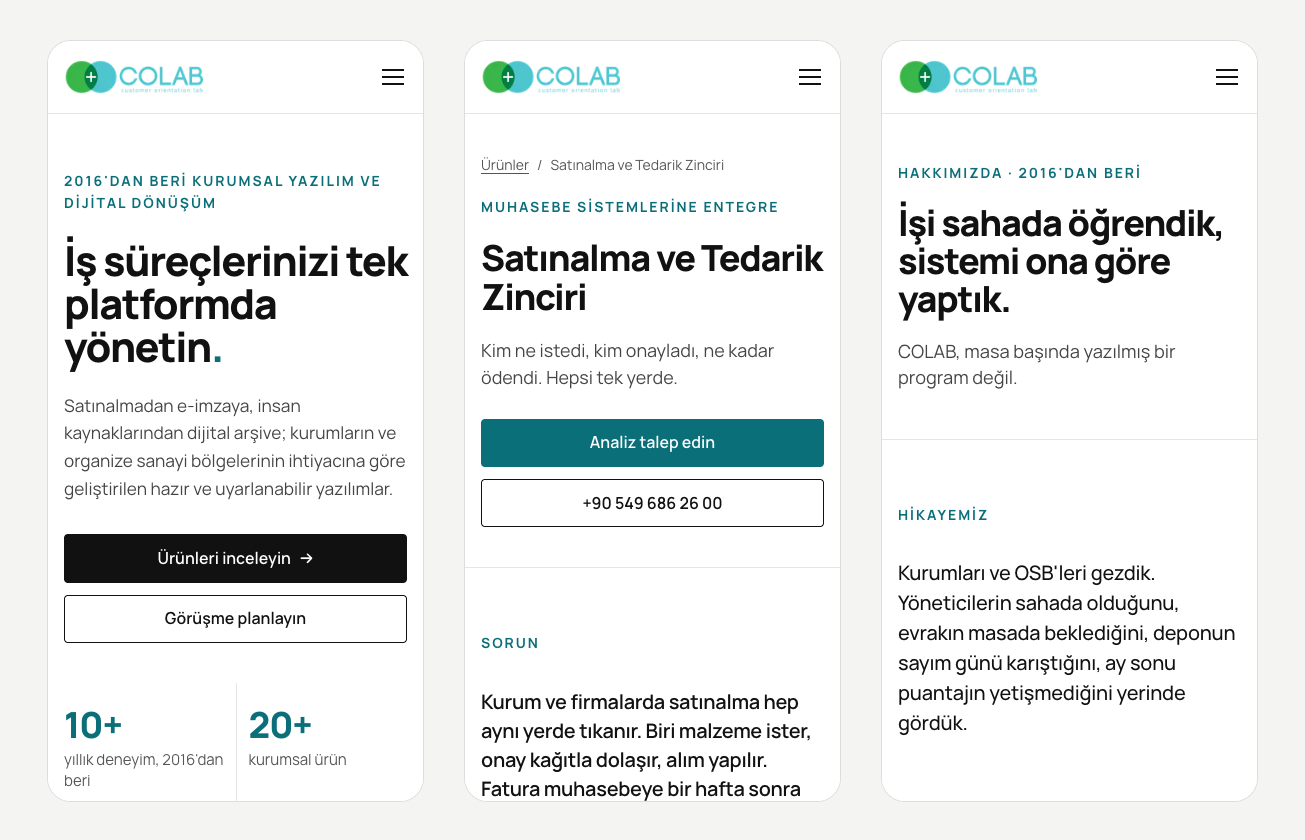 COLAB
customer orientation lab
2016'DAN BERİ KURUMSAL YAZILIM VE
DİJİTAL DÖNÜŞÜM
İş süreçlerinizi tek
platformda
yönetin.
Satınalmadan e-imzaya, insan
kaynaklarından dijital arşive; kurumların ve
organize sanayi bölgelerinin ihtiyacına göre
geliştirilen hazır ve uyarlanabilir yazılımlar.
Ürünleri inceleyin →
Görüşme planlayın
10+
yıllık deneyim, 2016'dan
beri
20+
kurumsal ürün
COLAB
customer orientation lab
Ürünler / Satınalma ve Tedarik Zinciri
MUHASEBE SİSTEMLERİNE ENTEGRE
Satınalma ve Tedarik
Zinciri
Kim ne istedi, kim onayladı, ne kadar
ödendi. Hepsi tek yerde.
Analiz talep edin
+90 549 686 26 00
SORUN
Kurum ve firmalarda satınalma hep
aynı yerde tıkanır. Biri malzeme ister,
onay kağıtla dolaşır, alım yapılır.
Fatura muhasebeye bir hafta sonra
COLAB
customer orientation lab
HAKKIMIZDA · 2016'DAN BERİ
İşi sahada öğrendik,
sistemi ona göre
yaptık.
COLAB, masa başında yazılmış bir
program değil.
HİKAYEMİZ
Kurumları ve OSB'leri gezdik.
Yöneticilerin sahada olduğunu,
evrakın masada beklediğini, deponun
sayım günü karıştığını, ay sonu
puantajın yetişmediğini yerinde
gördük.